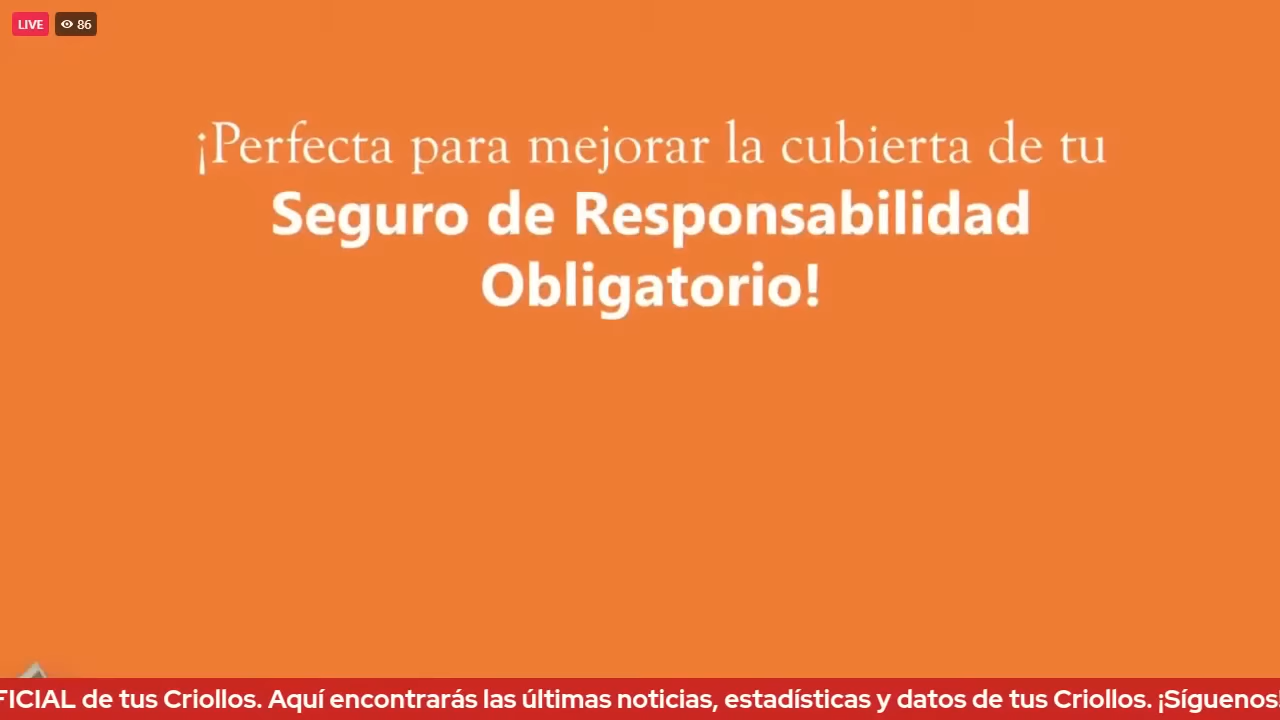 LIVE 86
¡Perfecta para mejorar la cubierta de tu
Seguro de Responsabilidad
Obligatorio!
FICIAL de tus Criollos. Aquí encontrarás las últimas noticias, estadísticas y datos de tus Criollos. ¡Síguenos!